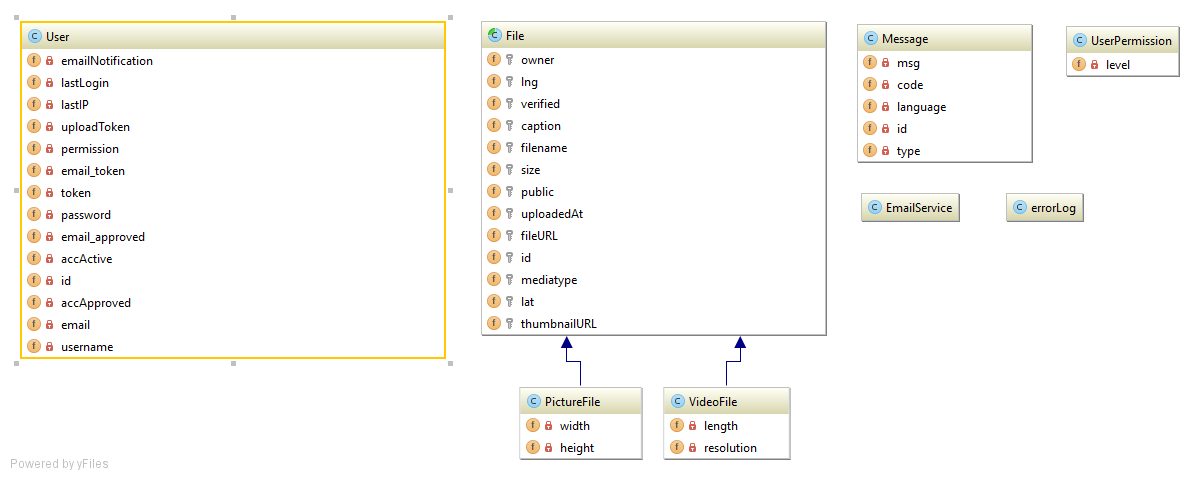 User
emailNotification
lastLogin
lastIP
uploadToken
permission
email_token
token
password
email_approved
accActive
id
accApproved
email
username
File
owner
lng
verified
caption
filename
size
public
uploadedAt
fileURL
id
mediatype
lat
thumbnailURL
PictureFile
width
height
VideoFile
length
resolution
Message
msg
code
language
id
type
UserPermission
level
EmailService
errorLog
Powered by yFiles